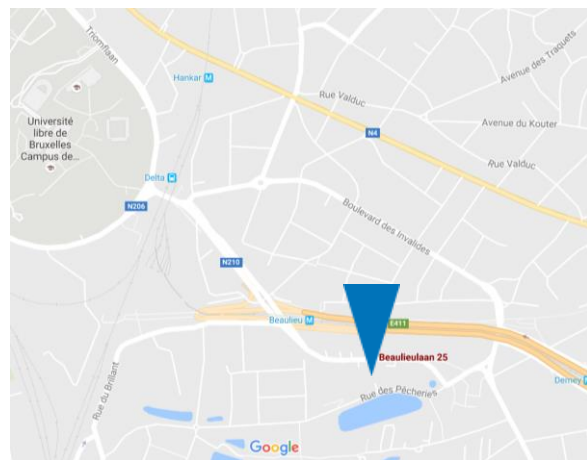 Triomflaan
Hankar M
Avenue des Traquets
Rue Valduc
Université
libre de
Bruxelles
Campus de...
N4
Avenue du Kouter
Rue Valduc
Delta
N206
Boulevard des Invalides
N210
Beaulieu M
E411
Beaulieulaan 25
Demey
Rue du Brillant
Rue des Pêcheries
Google